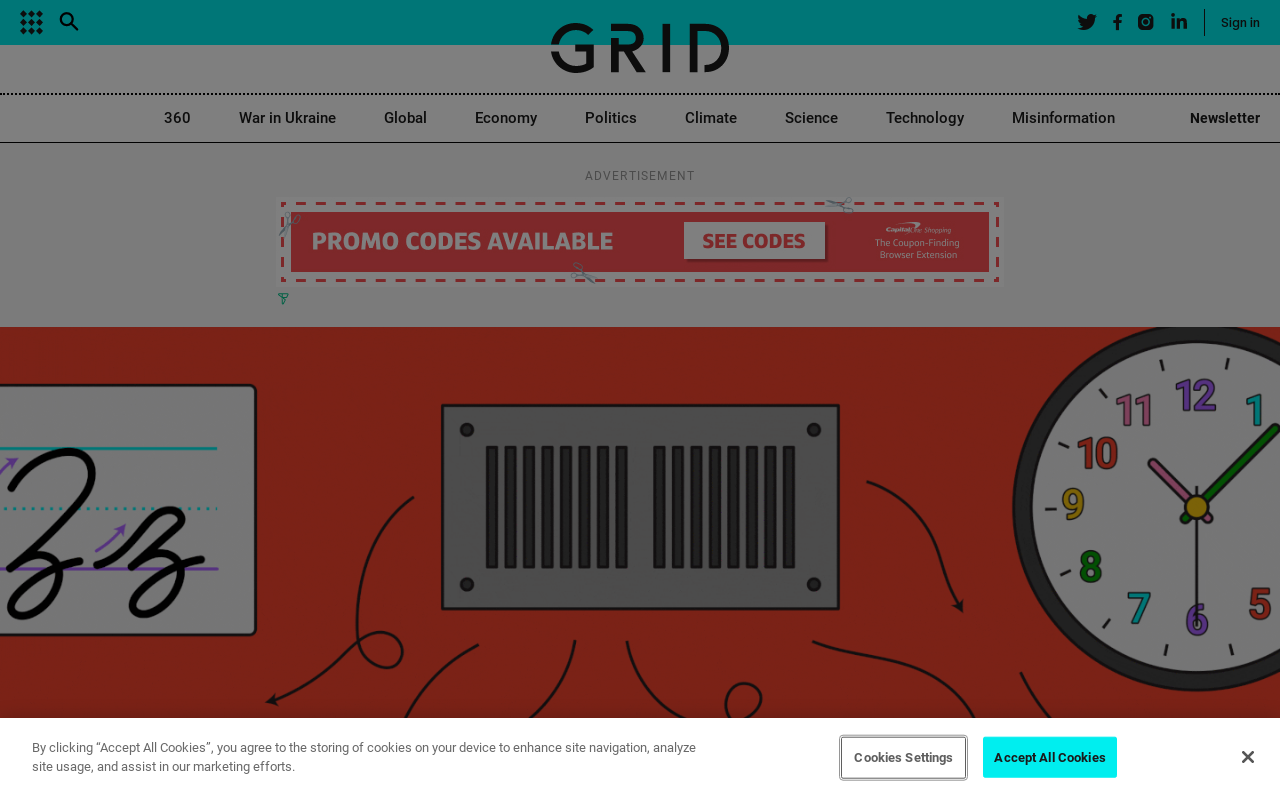 GRID
Sign in
360
War in Ukraine
Global
Economy
Politics
Climate
Science
Technology
Misinformation
Newsletter
ADVERTISEMENT
PROMO CODES AVAILABLE
SEE CODES
Capital One Shopping
The Coupon-Finding
Browser Extension
Zz
12
11
1
10
9
8
7
6
5
By clicking “Accept All Cookies”, you agree to the storing of cookies on your device to enhance site navigation, analyze
site usage, and assist in our marketing efforts.
Cookies Settings
Accept All Cookies